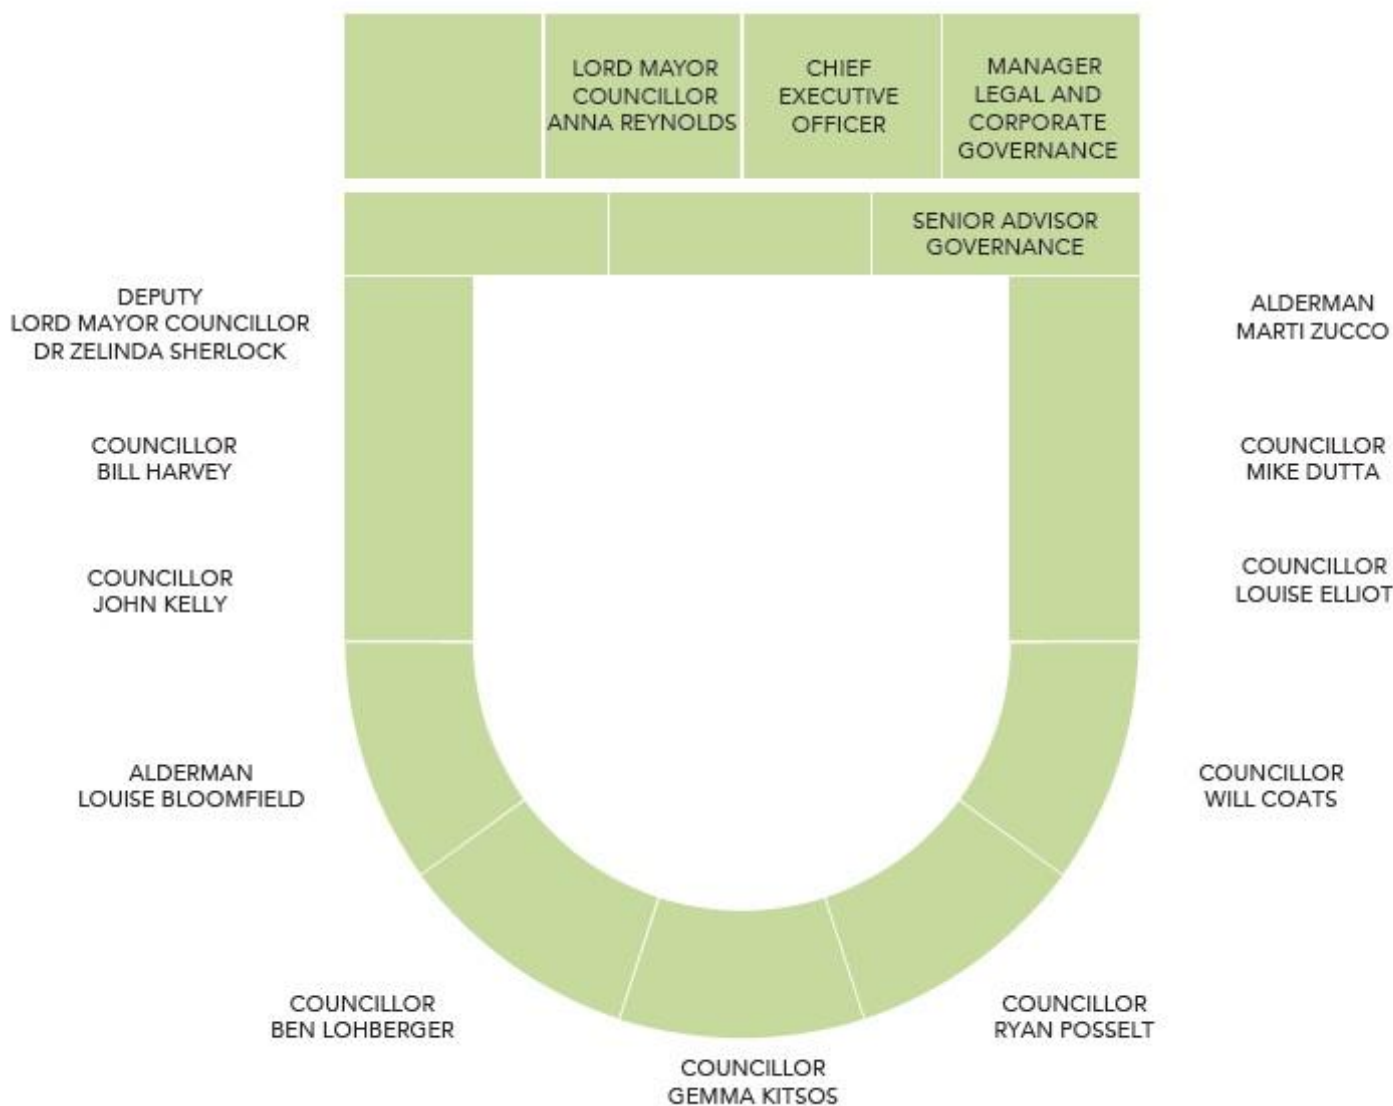 LORD MAYOR
COUNCILLOR
ANNA REYNOLDS
CHIEF
EXECUTIVE
OFFICER
MANAGER
LEGAL AND
CORPORATE
GOVERNANCE
SENIOR ADVISOR
GOVERNANCE
DEPUTY
LORD MAYOR COUNCILLOR
DR ZELINDA SHERLOCK
ALDERMAN
MARTI ZUCCO
COUNCILLOR
BILL HARVEY
COUNCILLOR
MIKE DUTTA
COUNCILLOR
JOHN KELLY
COUNCILLOR
LOUISE ELLIOT
ALDERMAN
LOUISE BLOOMFIELD
COUNCILLOR
WILL COATS
COUNCILLOR
BEN LOHBERGER
COUNCILLOR
RYAN POSSELT
COUNCILLOR
GEMMA KITSOS